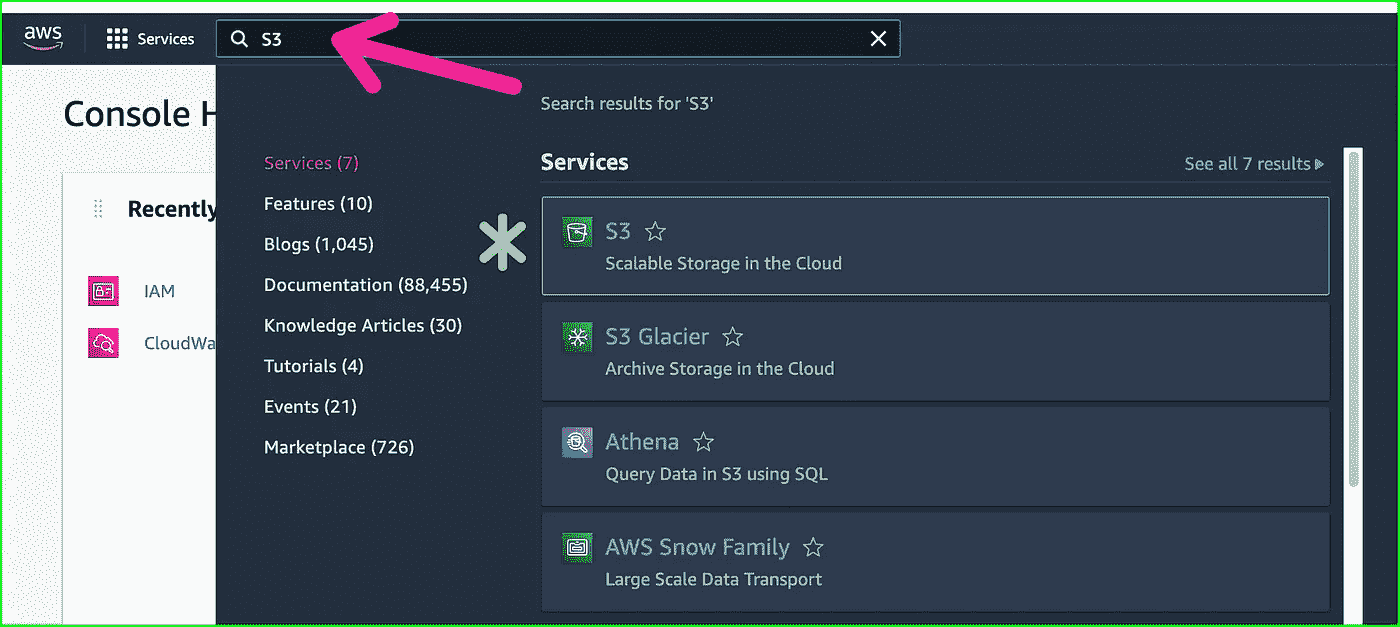 aws
Services
S3
Console H
Recently
IAM
CloudWa
Services (7)
Features (10)
Blogs (1,045)
Documentation (88,455)
Knowledge Articles (30)
Tutorials (4)
Events (21)
Marketplace (726)
Search results for 'S3'
Services
See all 7 results
S3
Scalable Storage in the Cloud
S3 Glacier
Archive Storage in the Cloud
Athena
Query Data in S3 using SQL
AWS Snow Family
Large Scale Data Transport